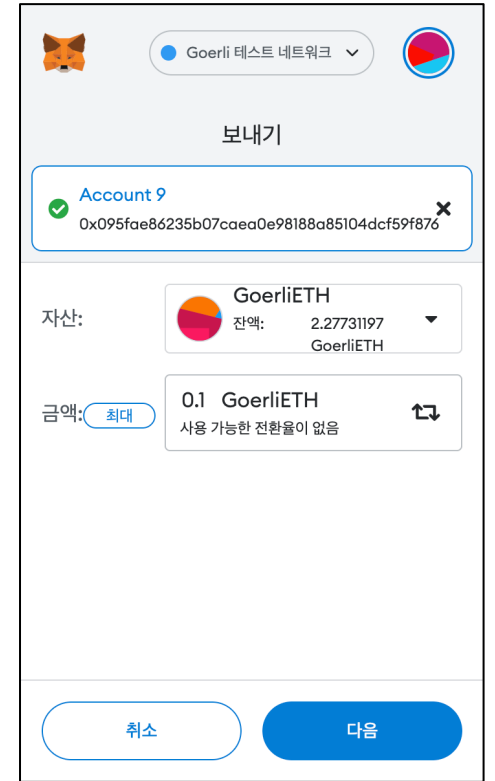 Goerli 테스트 네트워크
보내기
Account 9
0x095fae86235b07caea0e98188a85104dcf59f876
자산:
GoerliETH
잔액: 2.27731197
GoerliETH
금액: 최대
0.1 GoerliETH
사용 가능한 전환율이 없음
취소 다음